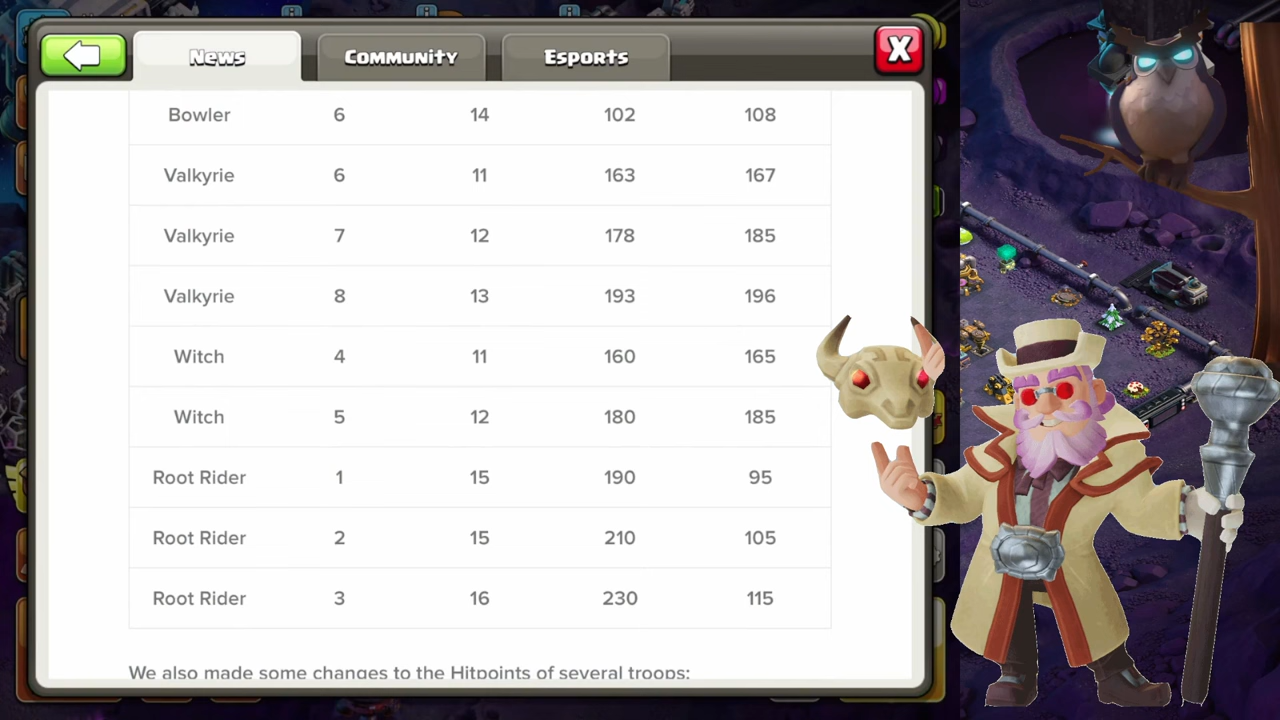 News Community Esports X
Bowler 6 14 102 108
Valkyrie 6 11 163 167
Valkyrie 7 12 178 185
Valkyrie 8 13 193 196
Witch 4 11 160 165
Witch 5 12 180 185
Root Rider 1 15 190 95
Root Rider 2 15 210 105
Root Rider 3 16 230 115
We also made some changes to the Hitpoints of several troops: